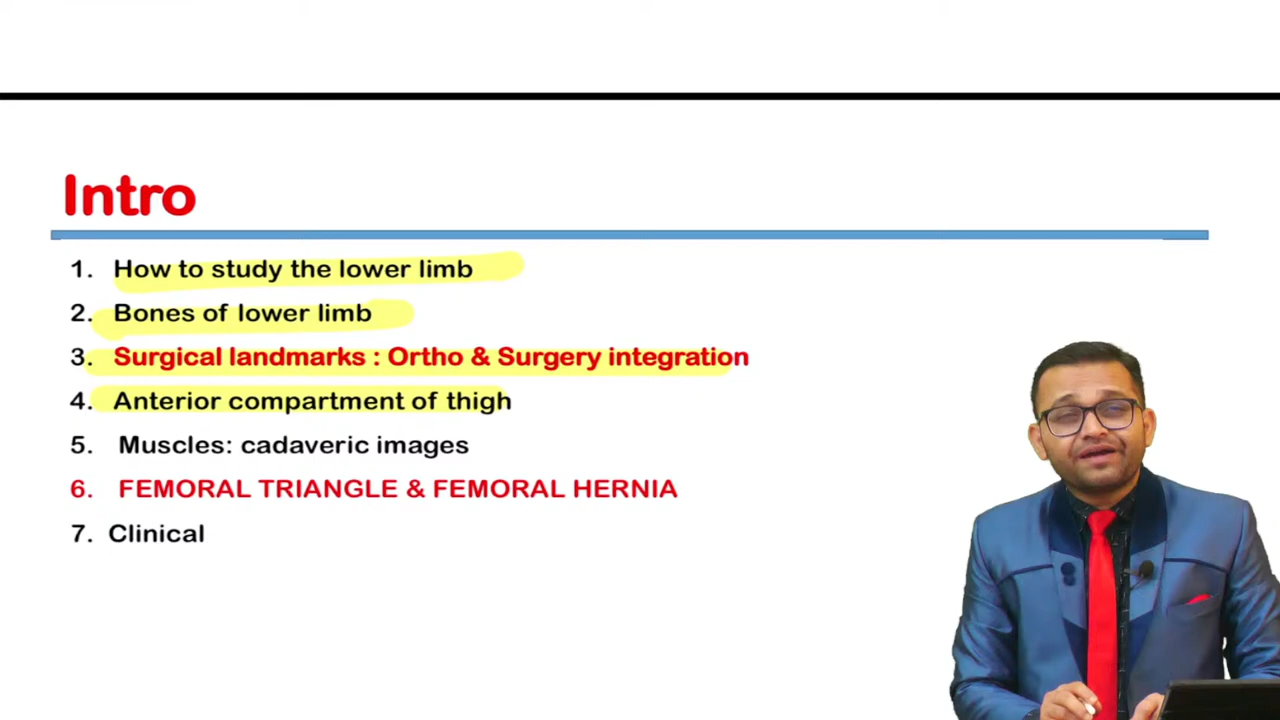 Intro
1. How to study the lower limb
2. Bones of lower limb
3. Surgical landmarks : Ortho & Surgery integration
4. Anterior compartment of thigh
5. Muscles: cadaveric images
6. FEMORAL TRIANGLE & FEMORAL HERNIA
7. Clinical